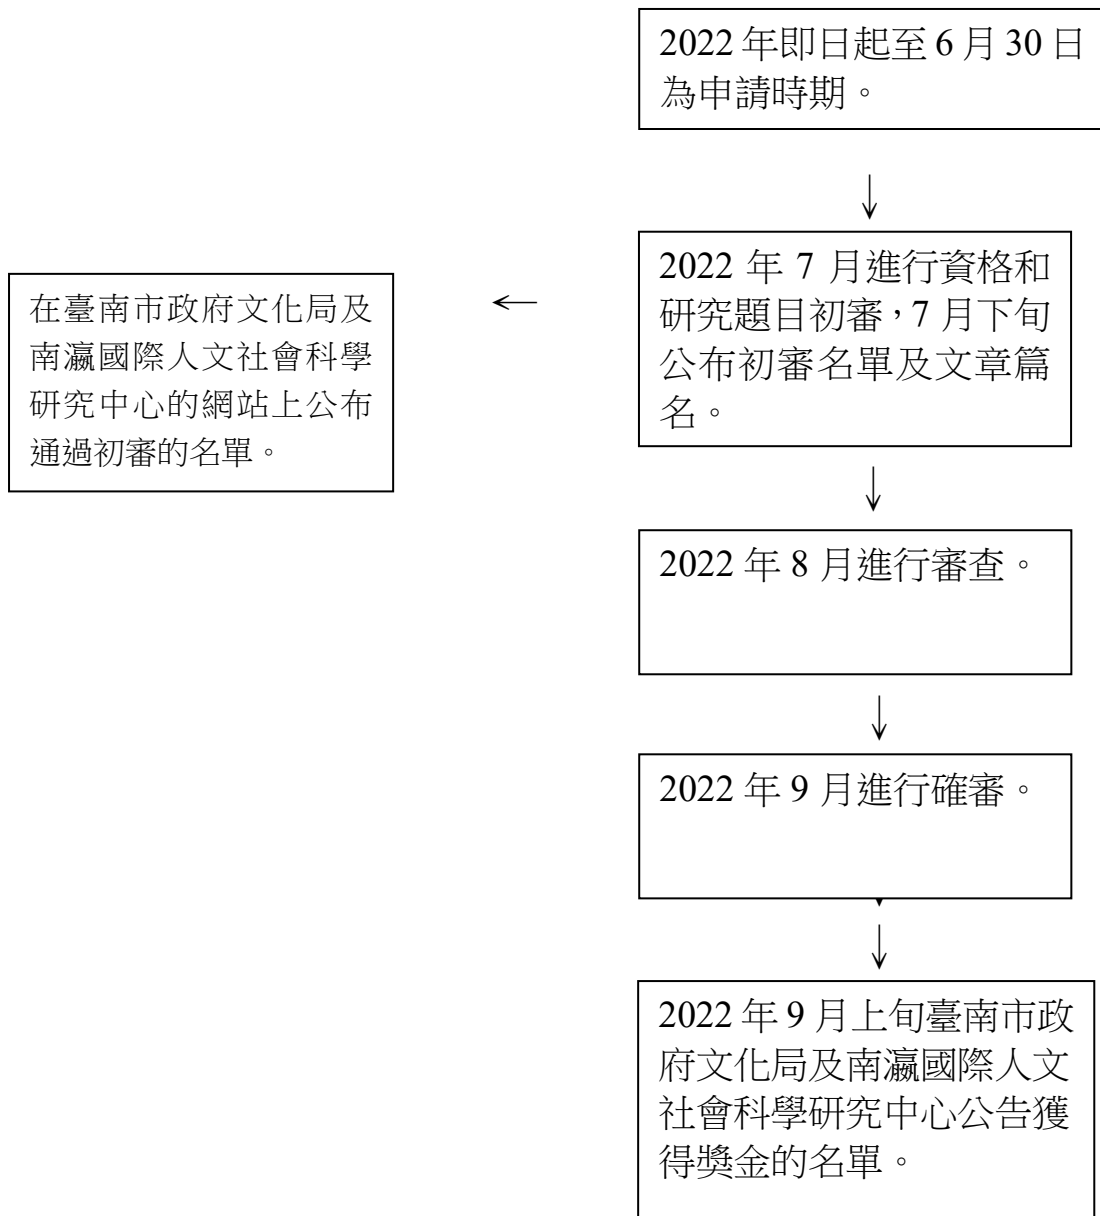 2022 年即日起至 6 月 30 日
為申請時期。
2022 年 7 月進行資格和
研究題目初審，7 月下旬
公布初審名單及文章篇
名。
在臺南市政府文化局及
南瀛國際人文社會科學
研究中心的網站上公布
通過初審的名單。
2022 年 8 月進行審查。
2022 年 9 月進行確審。
2022 年 9 月上旬臺南市政
府文化局及南瀛國際人文
社會科學研究中心公告獲
得獎金的名單。